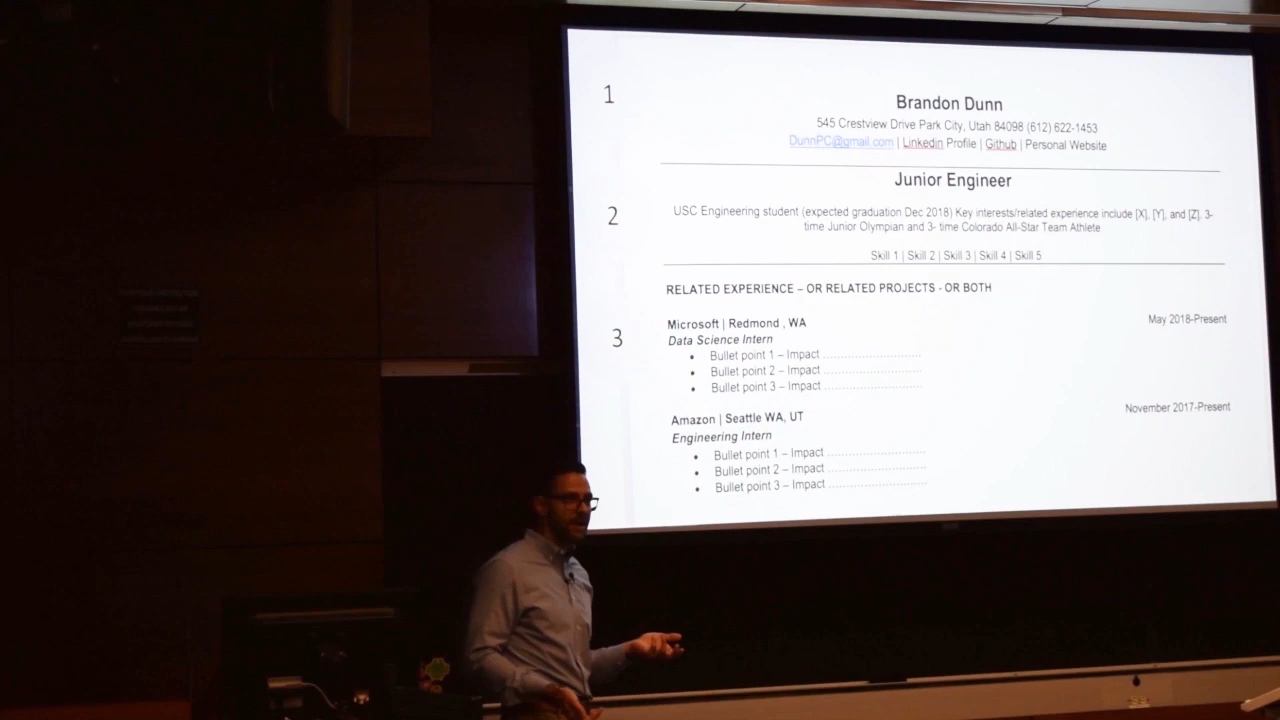 1
Brandon Dunn
545 Crestview Drive Park City, Utah 84098 (612) 622-1453
DunnPC@gmail.com | Linkedin Profile | Github | Personal Website
Junior Engineer
2
USC Engineering student (expected graduation Dec 2018) Key interests/related experience include [X], [Y], and [Z]. 3-
time Junior Olympian and 3- time Colorado All-Star Team Athlete
Skill 1 | Skill 2 | Skill 3 | Skill 4 | Skill 5
RELATED EXPERIENCE – OR RELATED PROJECTS - OR BOTH
3
Microsoft | Redmond , WA May 2018-Present
Data Science Intern
• Bullet point 1 – Impact ........................
• Bullet point 2 – Impact ........................
• Bullet point 3 – Impact ........................
Amazon | Seattle WA, UT November 2017-Present
Engineering Intern
• Bullet point 1 – Impact ........................
• Bullet point 2 – Impact ........................
• Bullet point 3 – Impact ........................